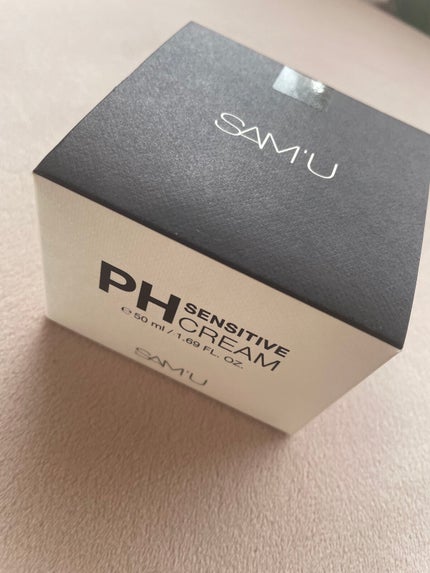 SAM'U
PH SENSITIVE
CREAM
℮ 50 ml / 1.69 FL. OZ.
SAM'U